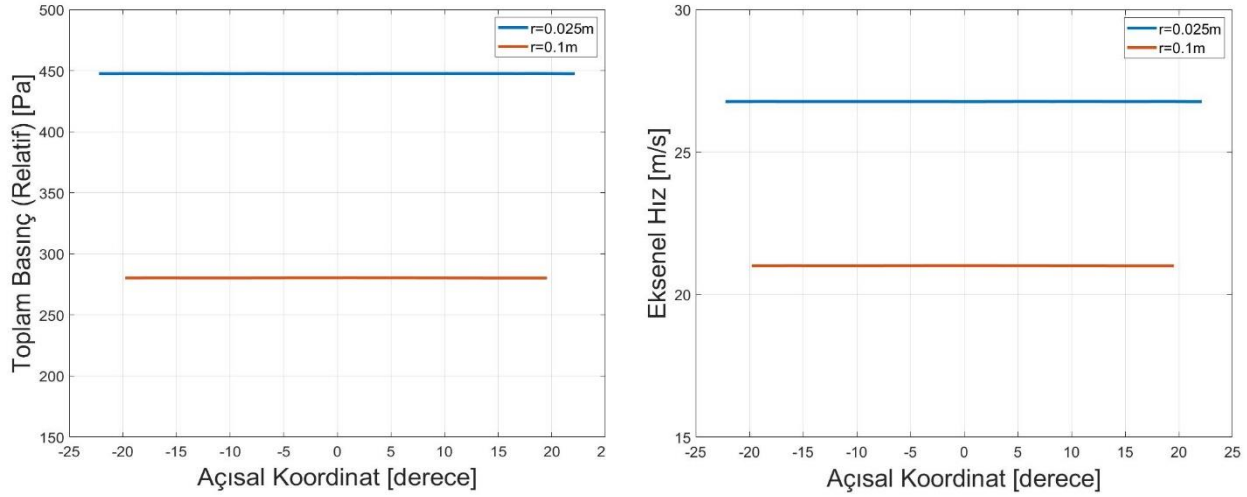 Toplam Basınç (Relatif) [Pa]
500
450
400
350
300
250
200
150
-25 -20 -15 -10 -5 0 5 10 15 20 2
Açısal Koordinat [derece]
r=0.025m
r=0.1m
Eksenel Hız [m/s]
30
25
20
15
-25 -20 -15 -10 -5 0 5 10 15 20 25
Açısal Koordinat [derece]
r=0.025m
r=0.1m